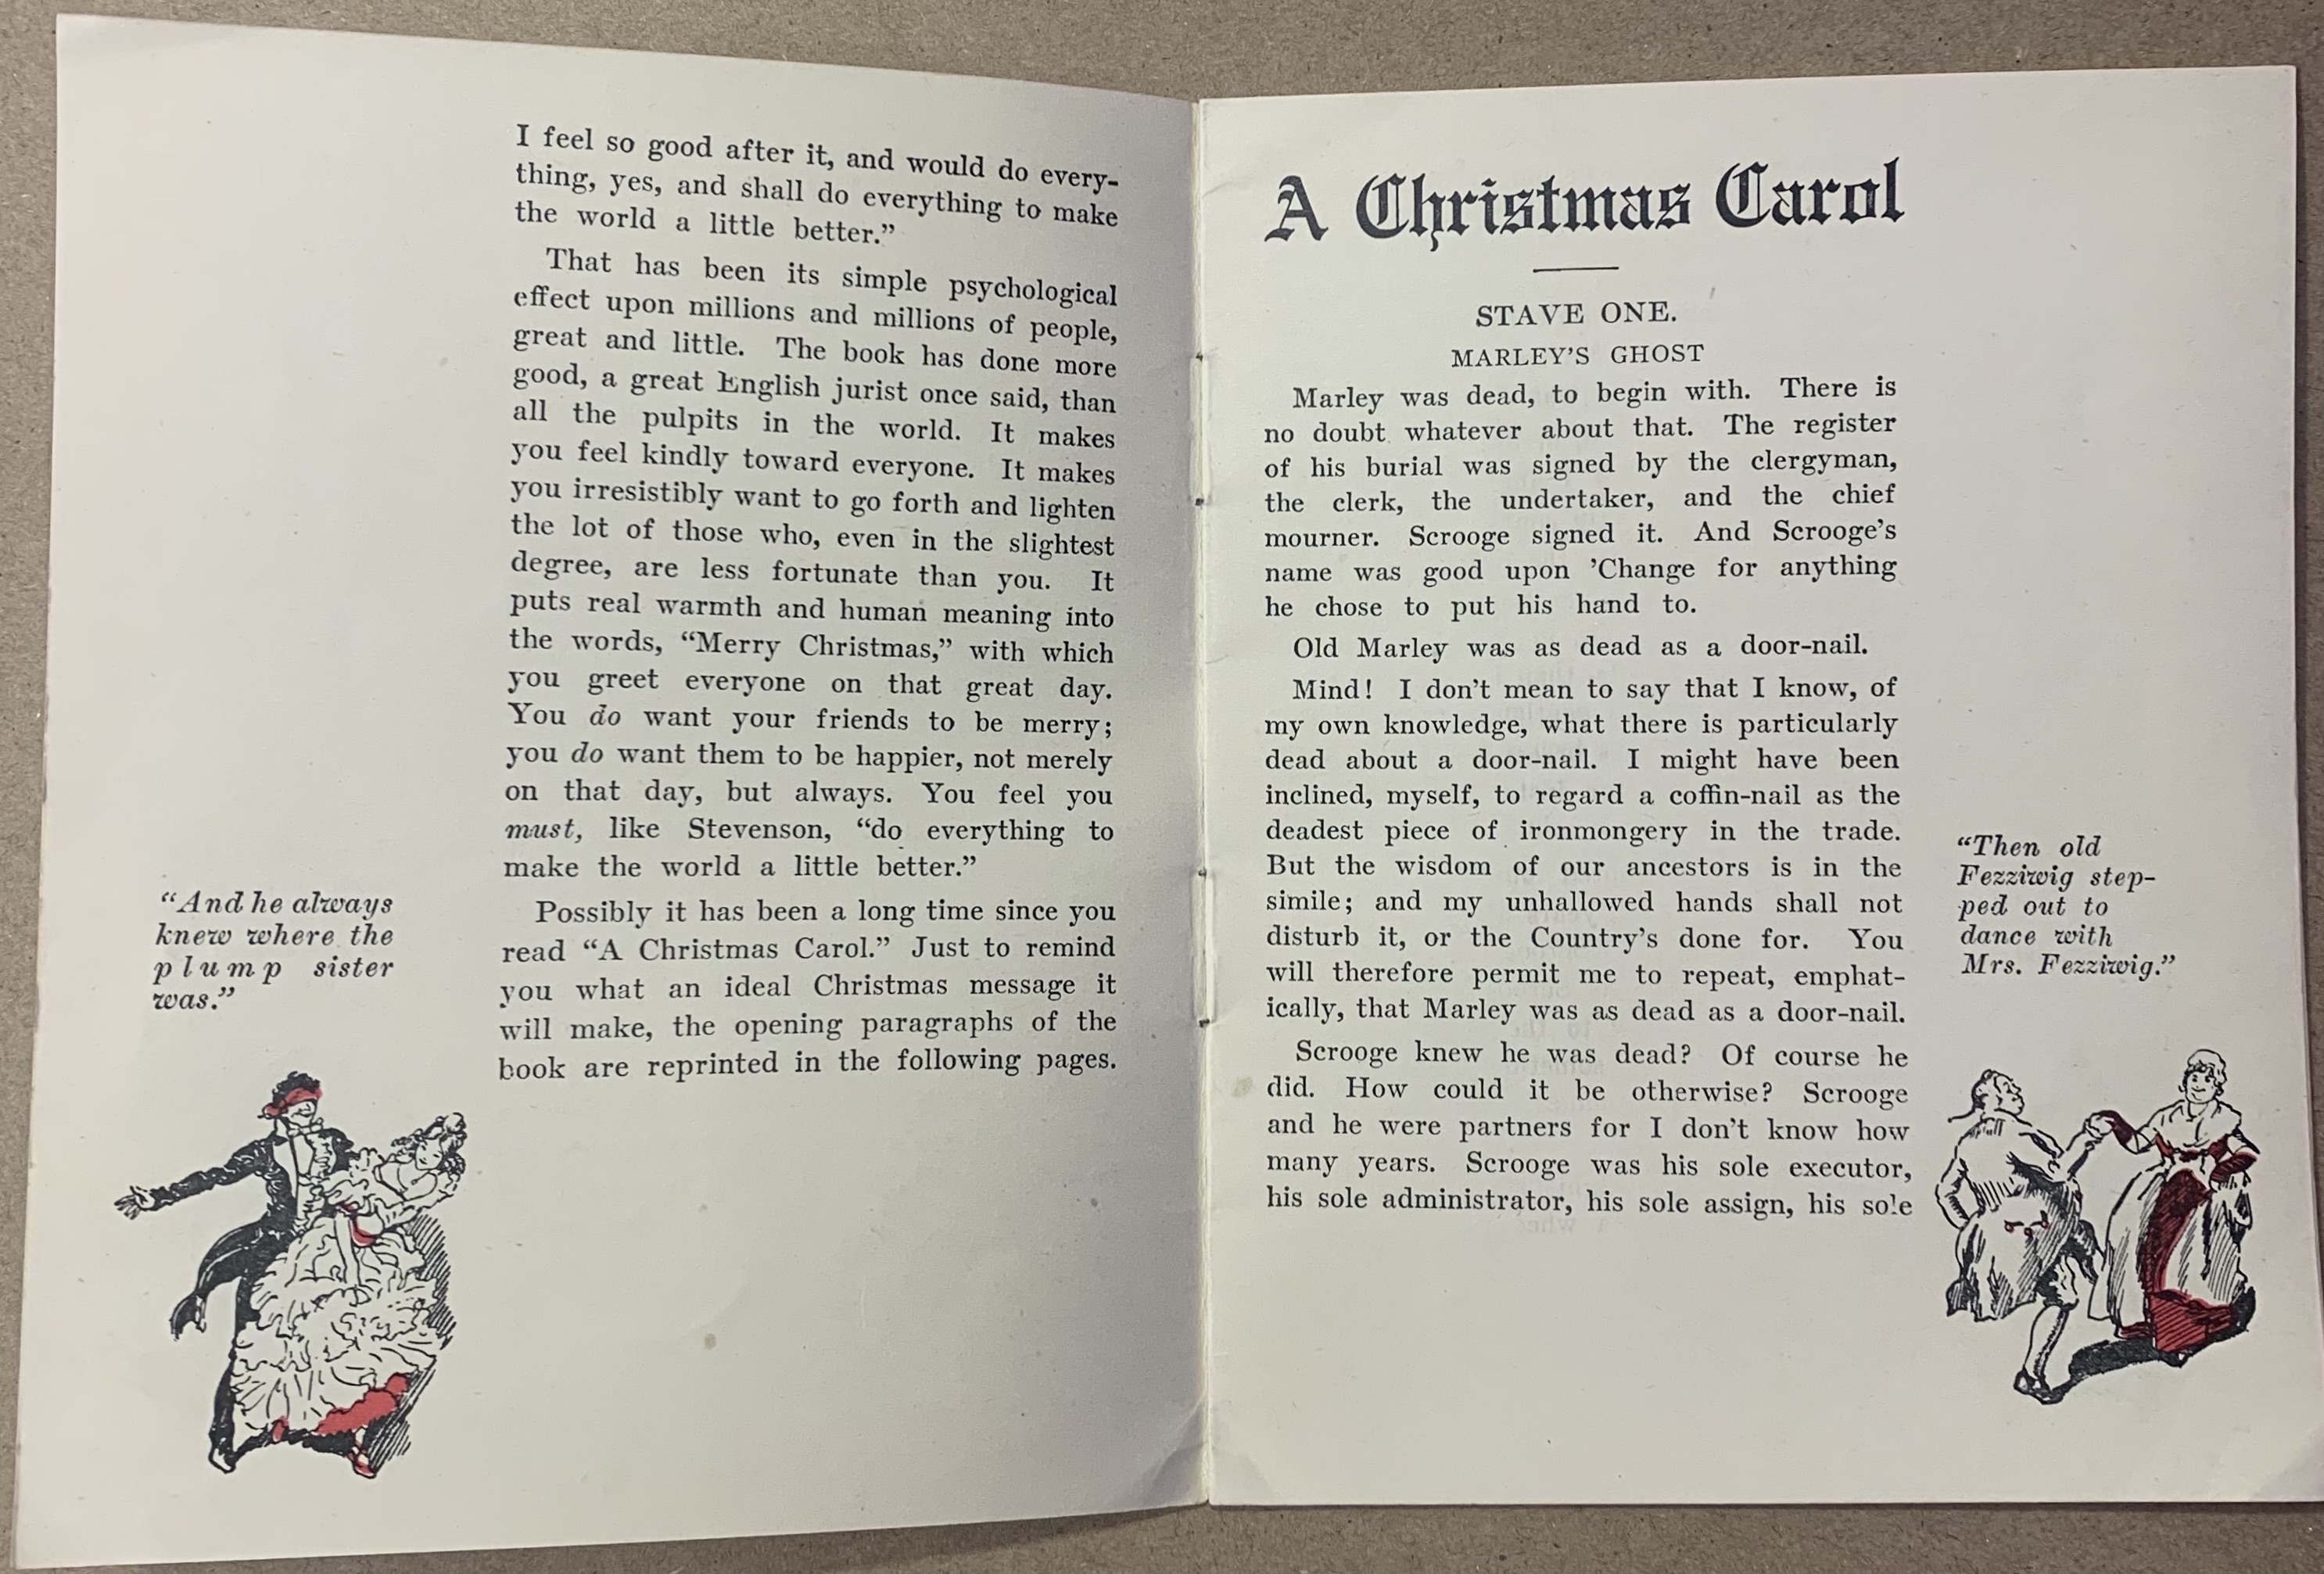 I feel so good after it, and would do every-
thing, yes, and shall do everything to make
the world a little better.”
That has been its simple psychological
effect upon millions and millions of people,
great and little. The book has done more
good, a great English jurist once said, than
all the pulpits in the world. It makes
you feel kindly toward everyone. It makes
you irresistibly want to go forth and lighten
the lot of those who, even in the slightest
degree, are less fortunate than you. It
puts real warmth and human meaning into
the words, “Merry Christmas,” with which
you greet everyone on that great day.
You do want your friends to be merry;
you do want them to be happier, not merely
on that day, but always. You feel you
must, like Stevenson, “do everything to
make the world a little better.”
Possibly it has been a long time since you
read “A Christmas Carol.” Just to remind
you what an ideal Christmas message it
will make, the opening paragraphs of the
book are reprinted in the following pages.
“And he always
knew where the
plump sister
was.”
A Christmas Carol
STAVE ONE.
MARLEY’S GHOST
Marley was dead, to begin with. There is
no doubt whatever about that. The register
of his burial was signed by the clergyman,
the clerk, the undertaker, and the chief
mourner. Scrooge signed it. And Scrooge’s
name was good upon ’Change for anything
he chose to put his hand to.
Old Marley was as dead as a door-nail.
Mind! I don’t mean to say that I know, of
my own knowledge, what there is particularly
dead about a door-nail. I might have been
inclined, myself, to regard a coffin-nail as the
deadest piece of ironmongery in the trade.
But the wisdom of our ancestors is in the
simile; and my unhallowed hands shall not
disturb it, or the Country’s done for. You
will therefore permit me to repeat, emphat-
ically, that Marley was as dead as a door-nail.
Scrooge knew he was dead? Of course he
did. How could it be otherwise? Scrooge
and he were partners for I don’t know how
many years. Scrooge was his sole executor,
his sole administrator, his sole assign, his sole
“Then old
Fezziwig step-
ped out to
dance with
Mrs. Fezziwig.”